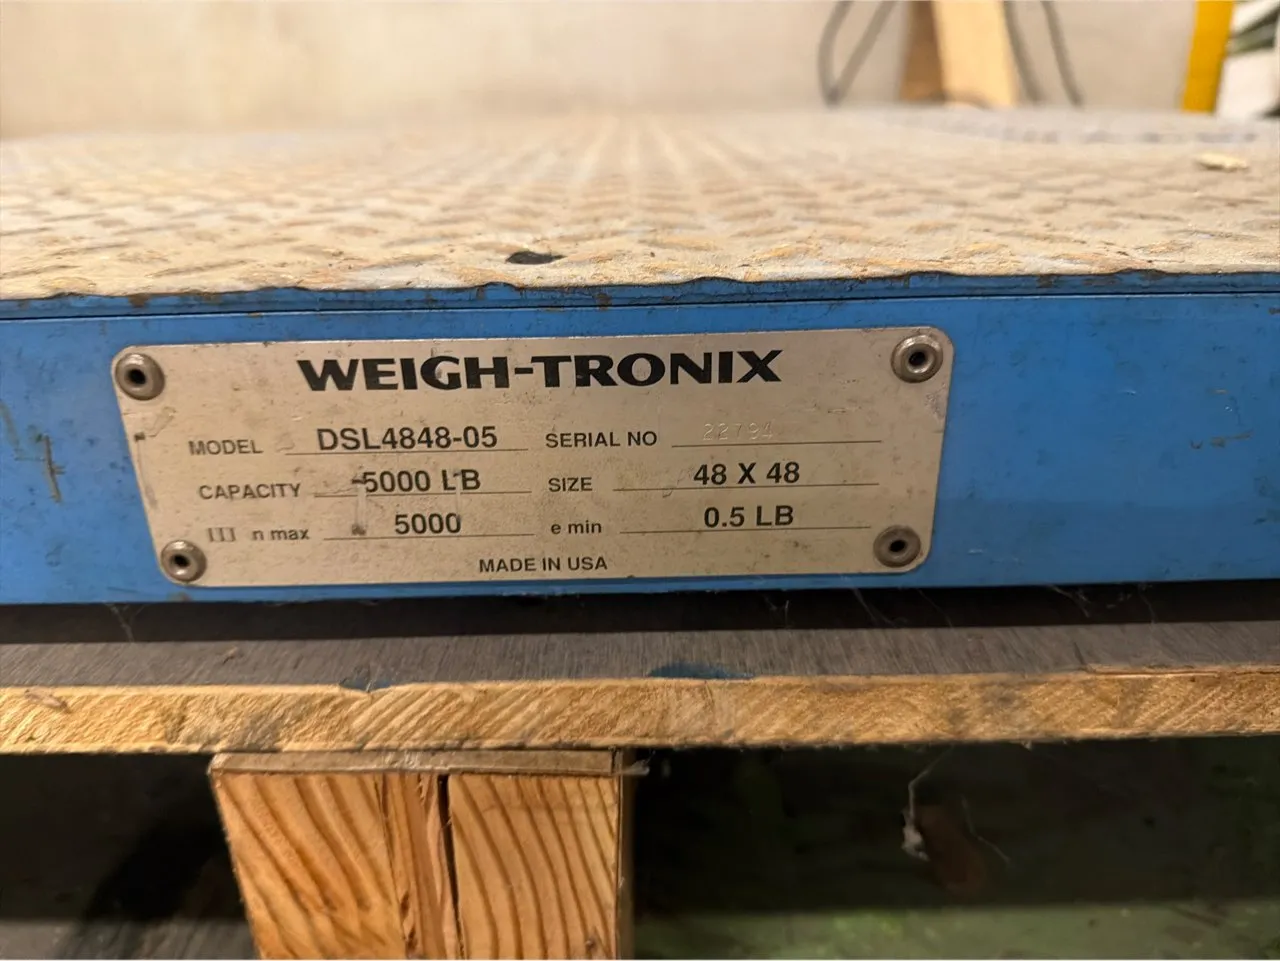 WEIGH-TRONIX
MODEL DSL4848-05 SERIAL NO 22794
CAPACITY 5000 LB SIZE 48 X 48
III n max 5000 e min 0.5 LB
MADE IN USA